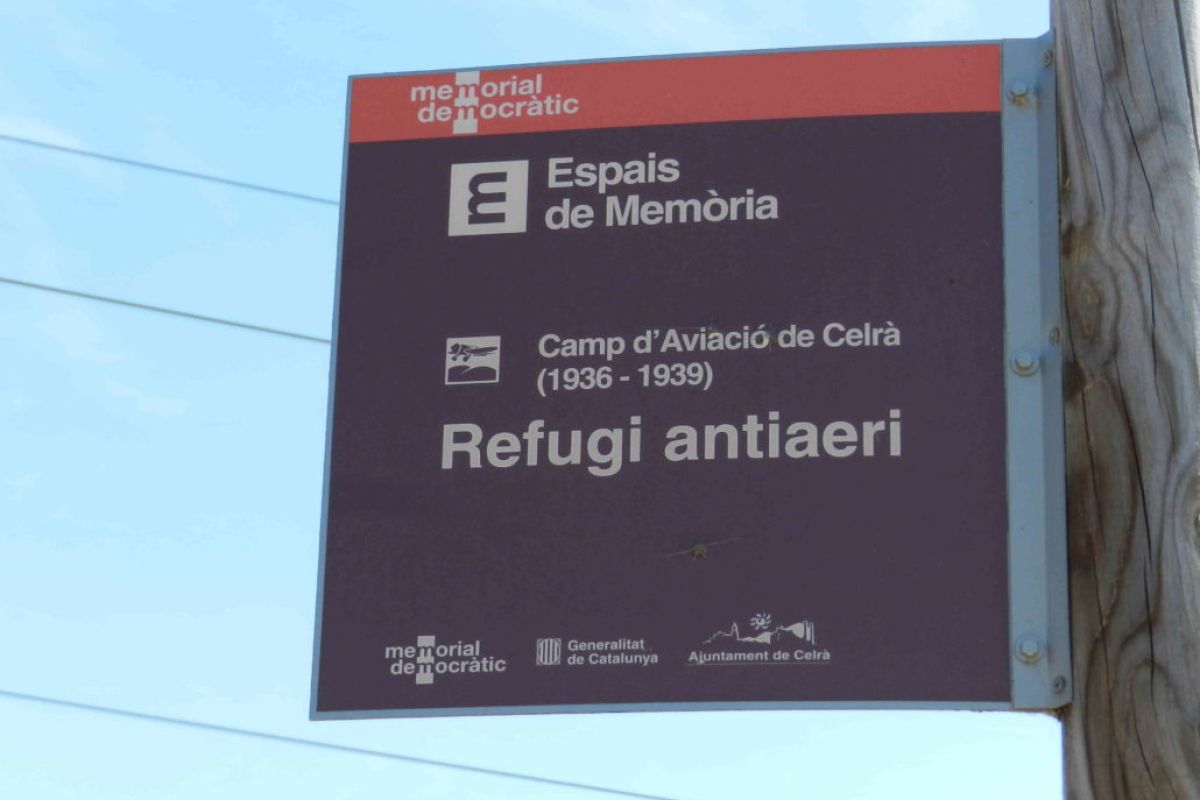 memorial
democràtic
Espais
de Memòria
Camp d'Aviació de Celrà
(1936 - 1939)
Refugi antiaeri
memorial
democràtic
Generalitat
de Catalunya
Ajuntament de Celrà